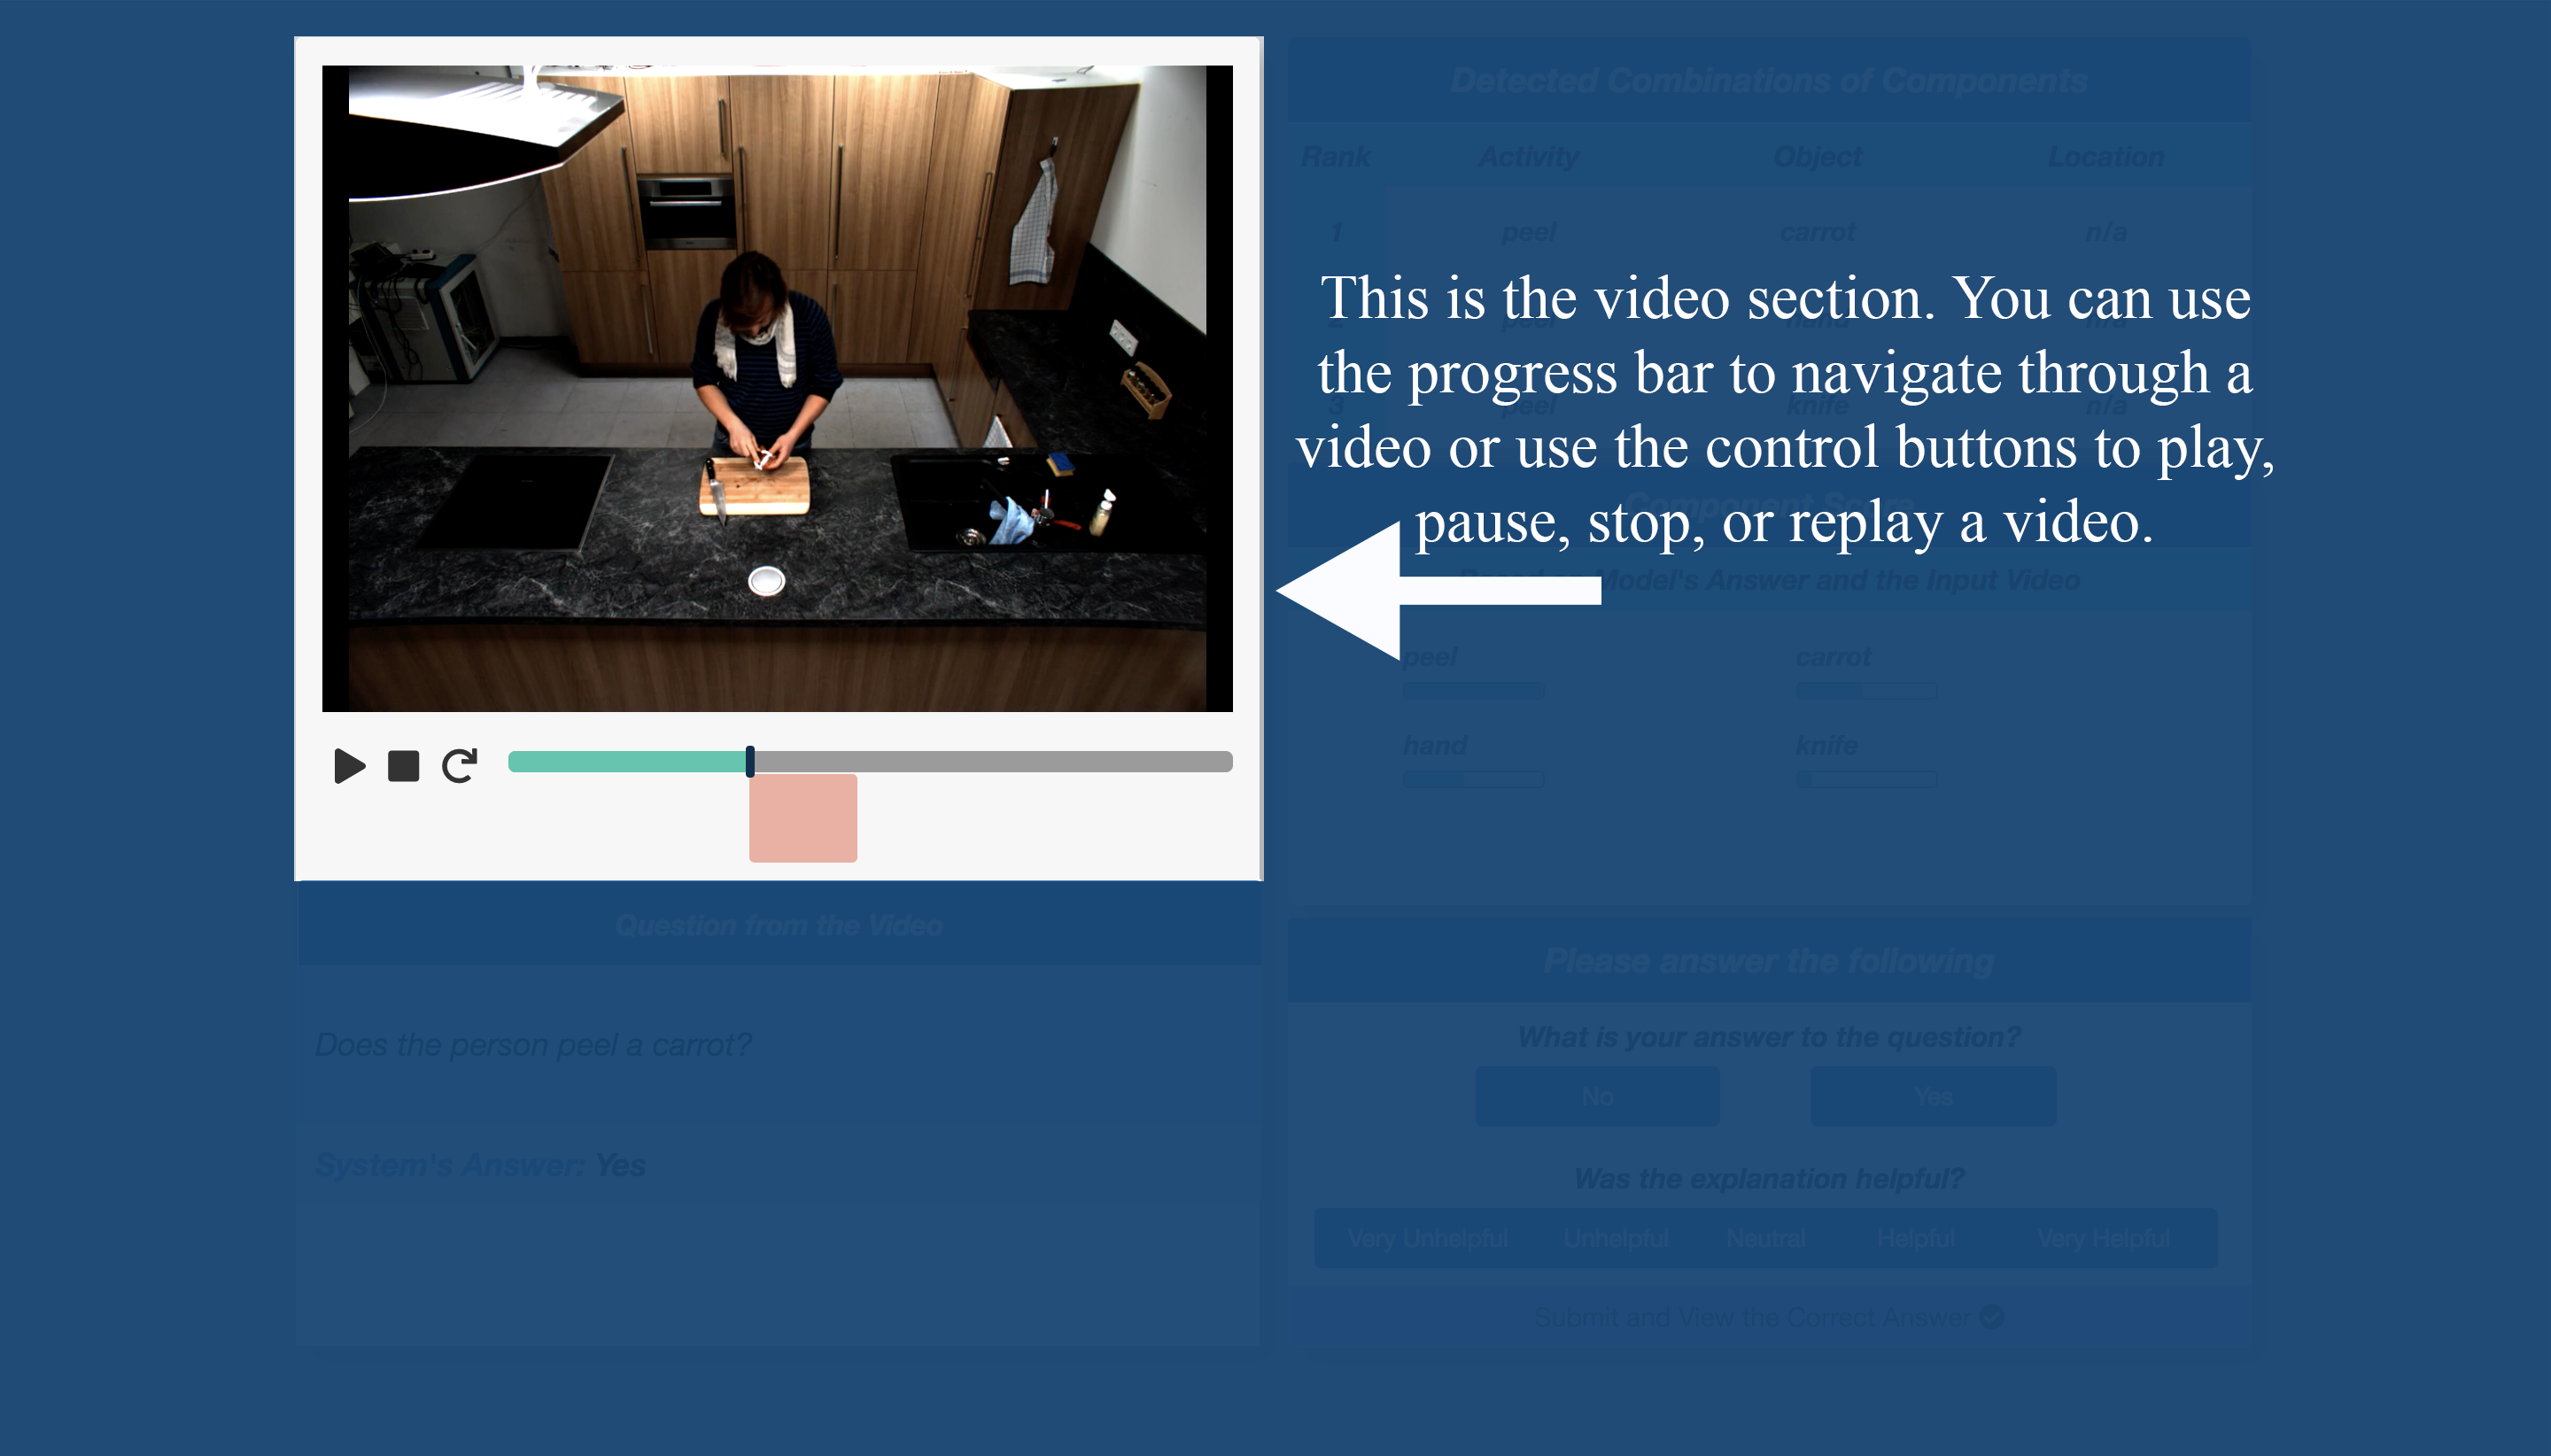 Detected Combinations of Components
Rank Activity Object Location
1 peel carrot n/a
This is the video section. You can use
2 peel hand n/a
the progress bar to navigate through a
3 peel knife n/a
video or use the control buttons to play,
pause, stop, or replay a video.
Model's Answer and the Input Video
peel carrot
hand knife
Question from the Video
Does the person peel a carrot?
System's Answer: Yes
Please answer the following
What is your answer to the question?
No Yes
Was the explanation helpful?
Very Unhelpful Unhelpful Neutral Helpful Very Helpful
Submit and View the Correct Answer